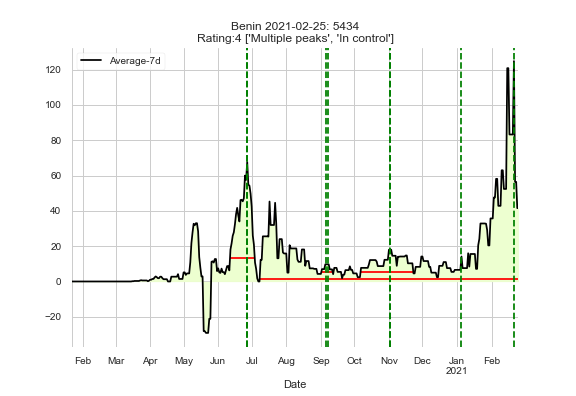 Benin 2021-02-25: 5434
Rating:4 ['Multiple peaks', 'In control']
Average-7d
120
100
80
60
40
20
0
−20
Feb Mar Apr May Jun Jul Aug Sep Oct Nov Dec Jan Feb
2021
Date